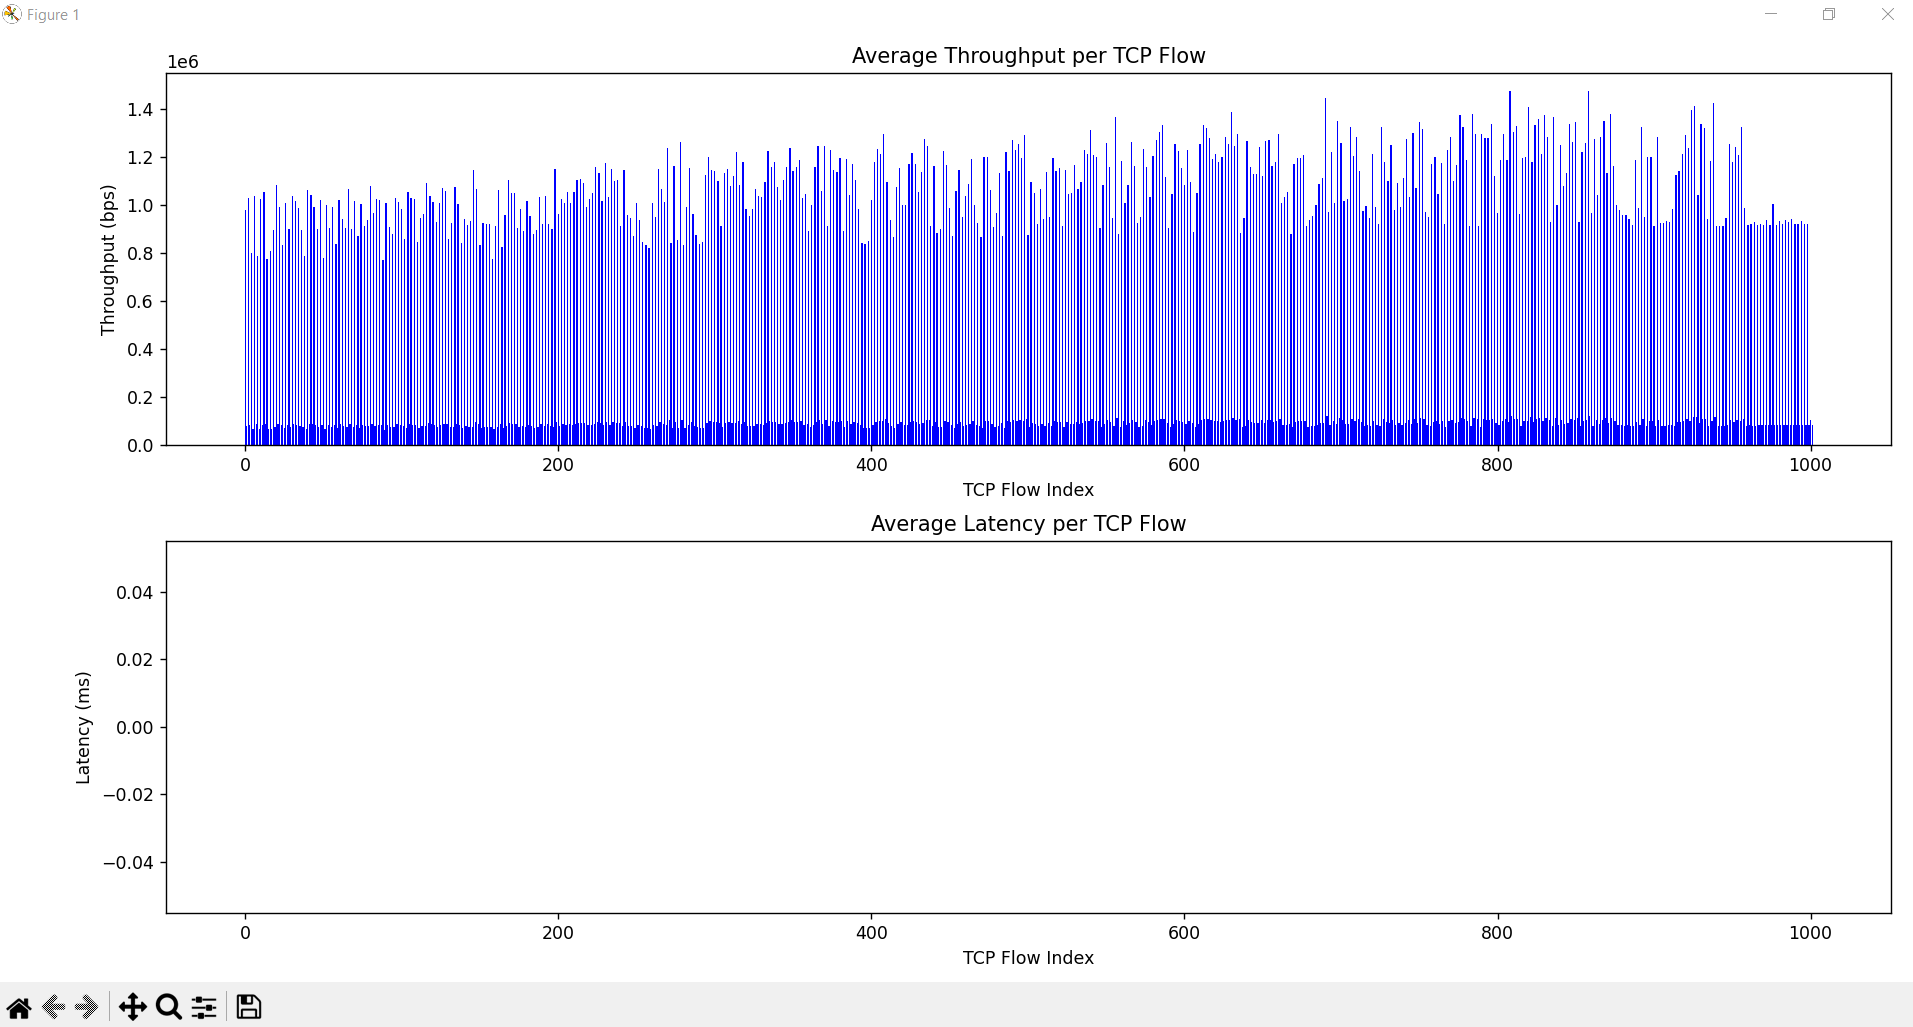 Figure 1
Average Throughput per TCP Flow
1e6
1.4
1.2
1.0
0.8
0.6
0.4
0.2
0.0
Throughput (bps)
0 200 400 600 800 1000
TCP Flow Index
Average Latency per TCP Flow
0.04
0.02
0.00
−0.02
−0.04
Latency (ms)
0 200 400 600 800 1000
TCP Flow Index